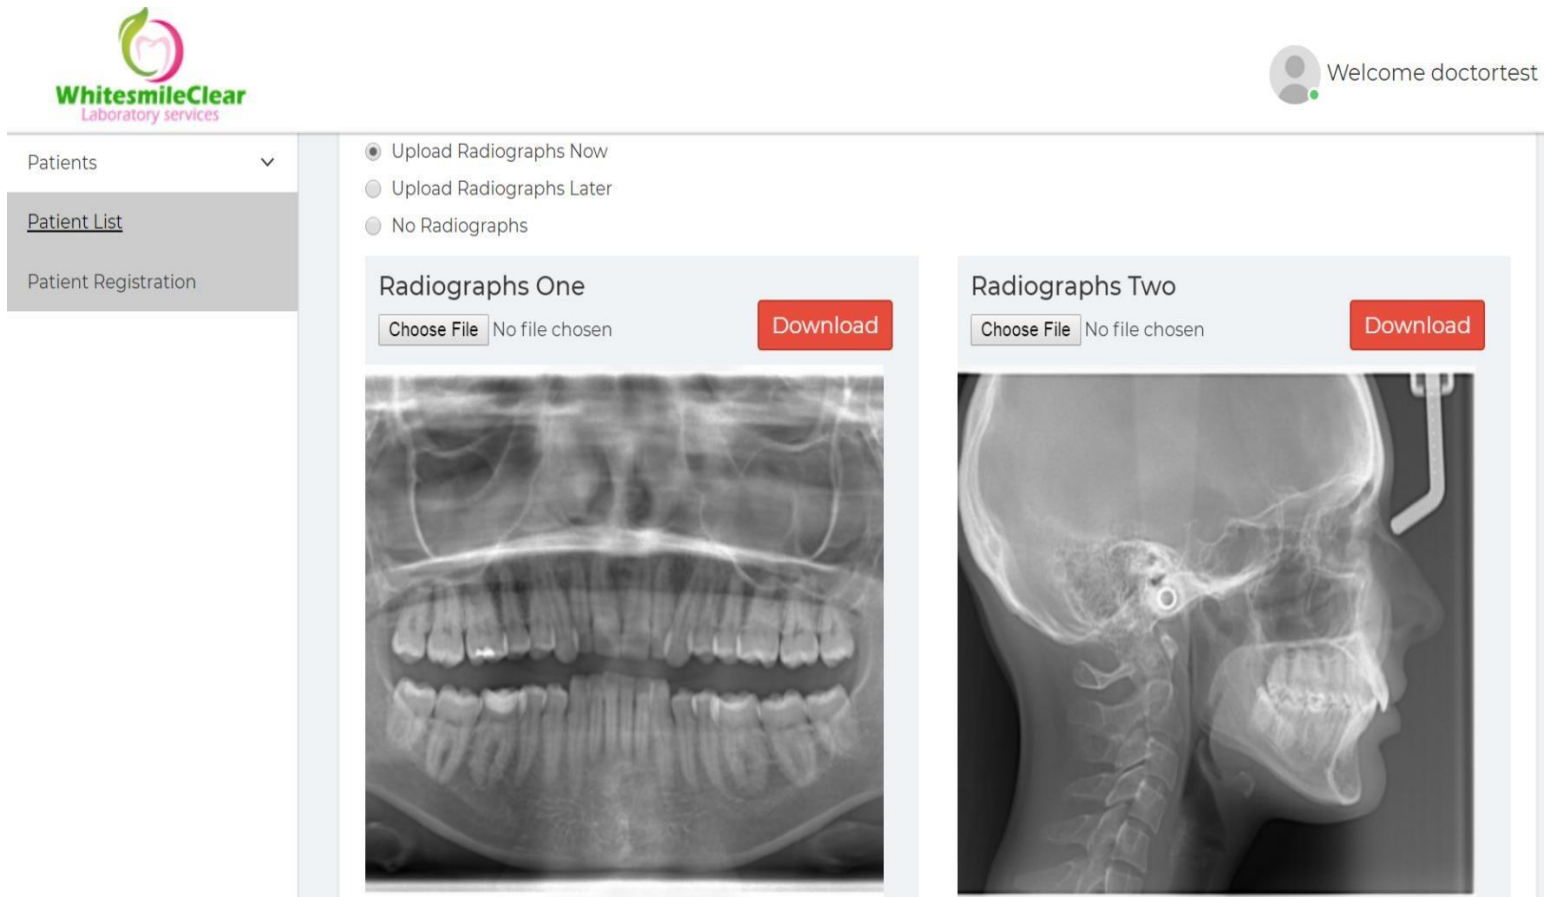 WhitesmileClear
Laboratory services
Welcome doctortest
Patients
Patient List
Patient Registration
Upload Radiographs Now
Upload Radiographs Later
No Radiographs
Radiographs One
Choose File No file chosen
Download
Radiographs Two
Choose File No file chosen
Download